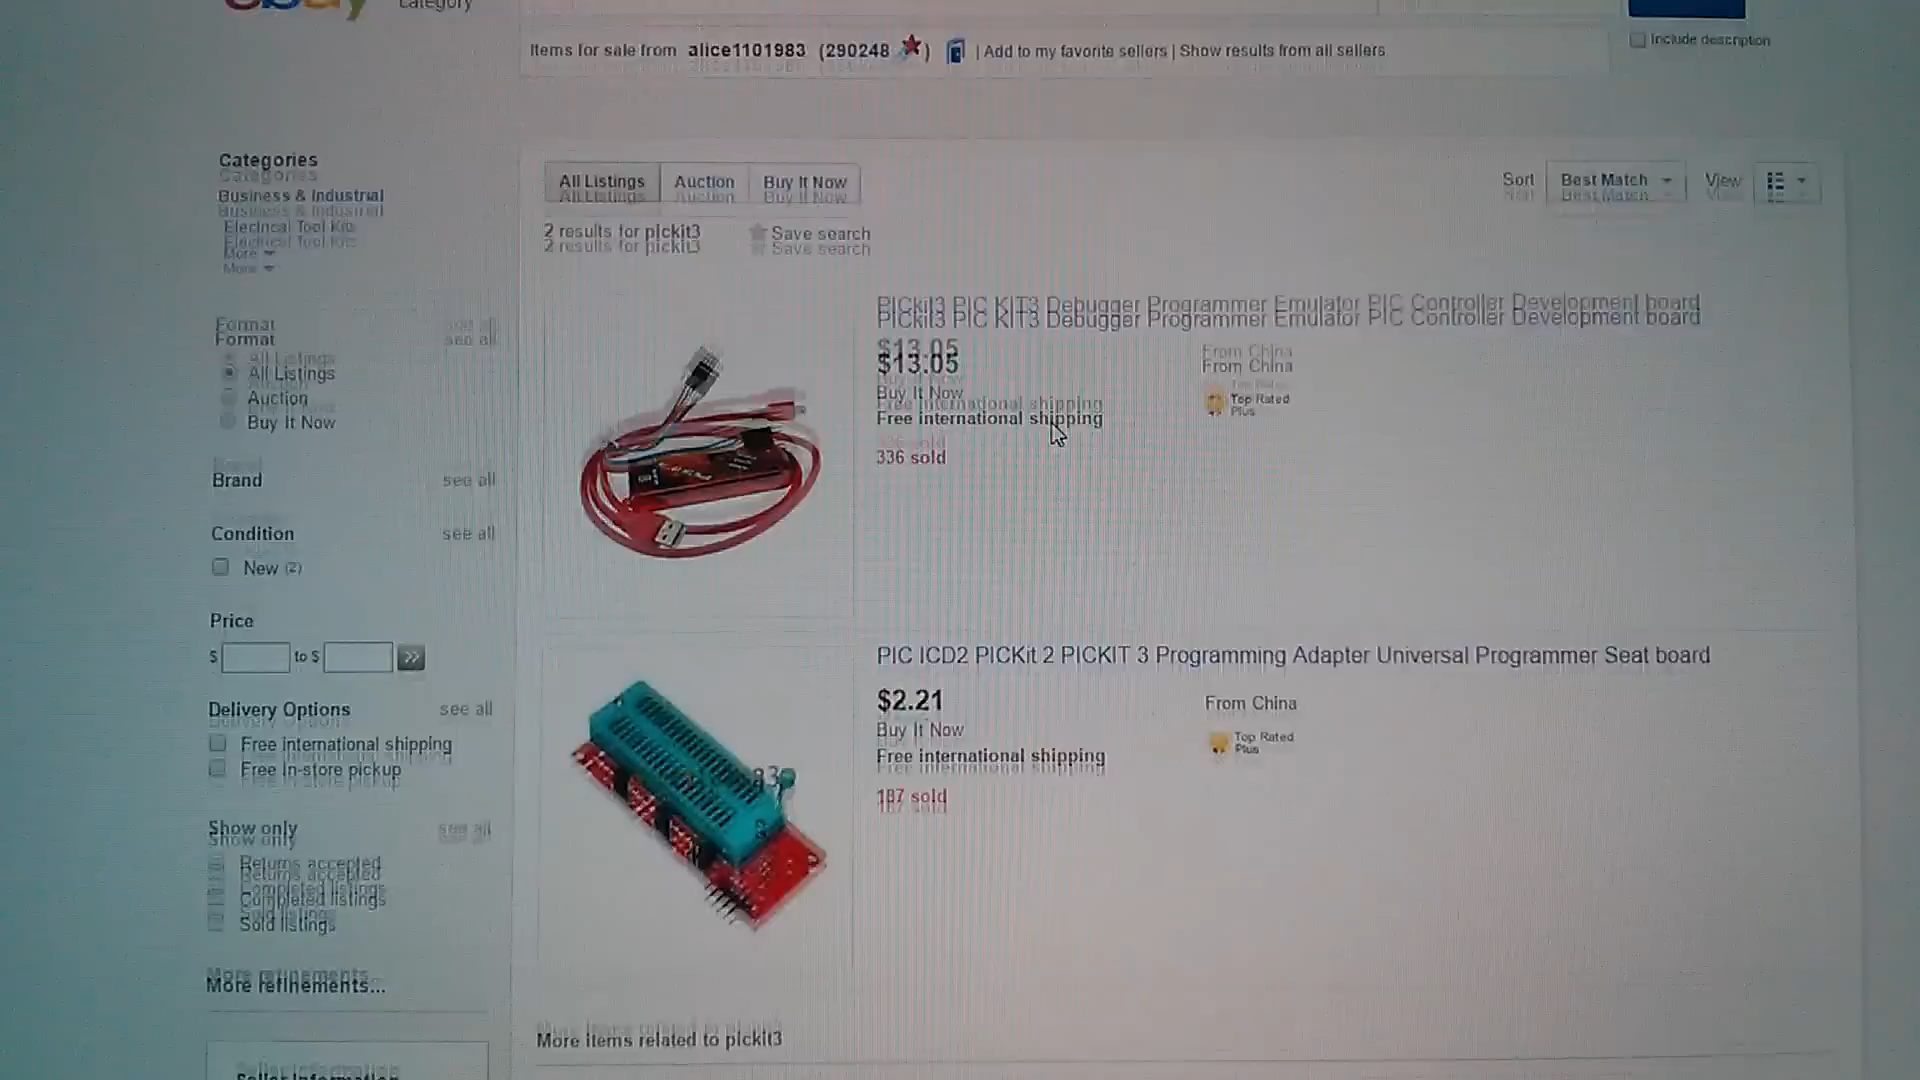 ebay
category
Items for sale from alice1101983 (290248 ) | Add to my favorite sellers | Show results from all sellers
Include description
Categories
Business & Industrial
Electrical Tool Kits
More
All Listings
Auction
Buy It Now
Sort
Best Match
View
2 results for pickit3
Save search
Format
see all
All Listings
Auction
Buy It Now
Brand
see all
Condition
see all
New (2)
Price
$ to $ >>
Delivery Options
see all
Free international shipping
Free in-store pickup
Show only
see all
Returns accepted
Completed listings
Sold listings
More refinements...
Seller Information
PICkit3 PIC KIT3 Debugger Programmer Emulator PIC Controller Development board
$13.05
From China
Buy It Now
Top Rated
Plus
Free international shipping
336 sold
PIC ICD2 PICKit 2 PICKIT 3 Programming Adapter Universal Programmer Seat board
$2.21
From China
Buy It Now
Top Rated
Plus
Free international shipping
187 sold
More items related to pickit3